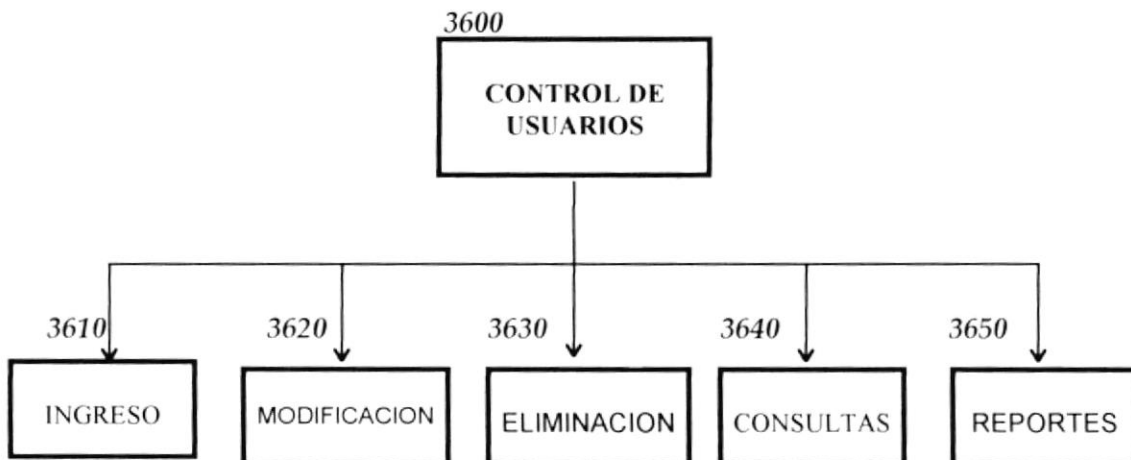 3600
CONTROL DE
USUARIOS
3610
3620
3630
3640
3650
INGRESO
MODIFICACION
ELIMINACION
CONSULTAS
REPORTES